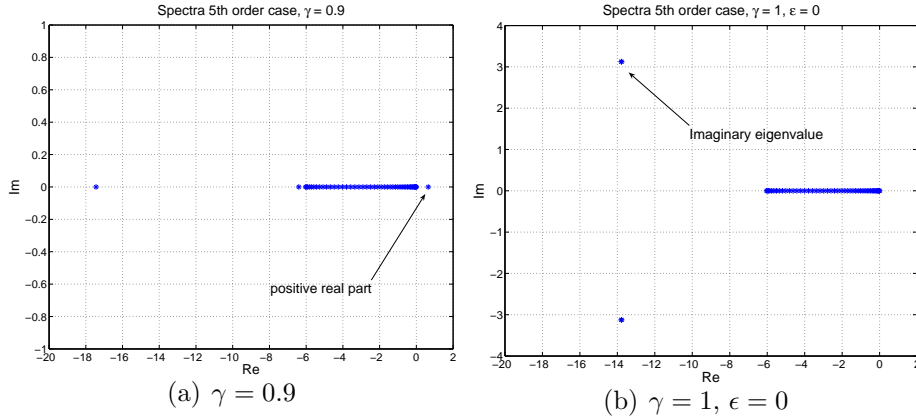 Spectra 5th order case, γ = 0.9
1
0.8
0.6
0.4
0.2
0
−0.2
−0.4
−0.6
−0.8
−1
Im
positive real part
−20 −18 −16 −14 −12 −10 −8 −6 −4 −2 0 2
Re
(a) γ = 0.9
Spectra 5th order case, γ = 1, ε = 0
4
3
2
1
0
−1
−2
−3
−4
Im
Imaginary eigenvalue
−20 −18 −16 −14 −12 −10 −8 −6 −4 −2 0 2
Re
(b) γ = 1, ϵ = 0